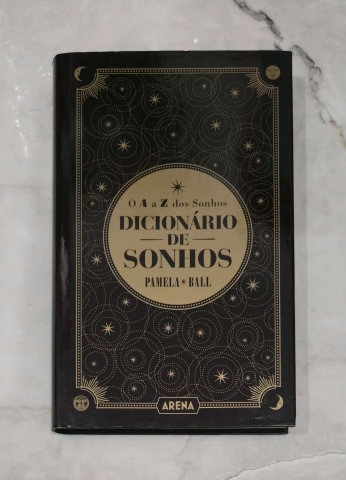 O A a Z dos Sonhos
DICIONÁRIO
DE
SONHOS
PAMELA BALL
ARENA